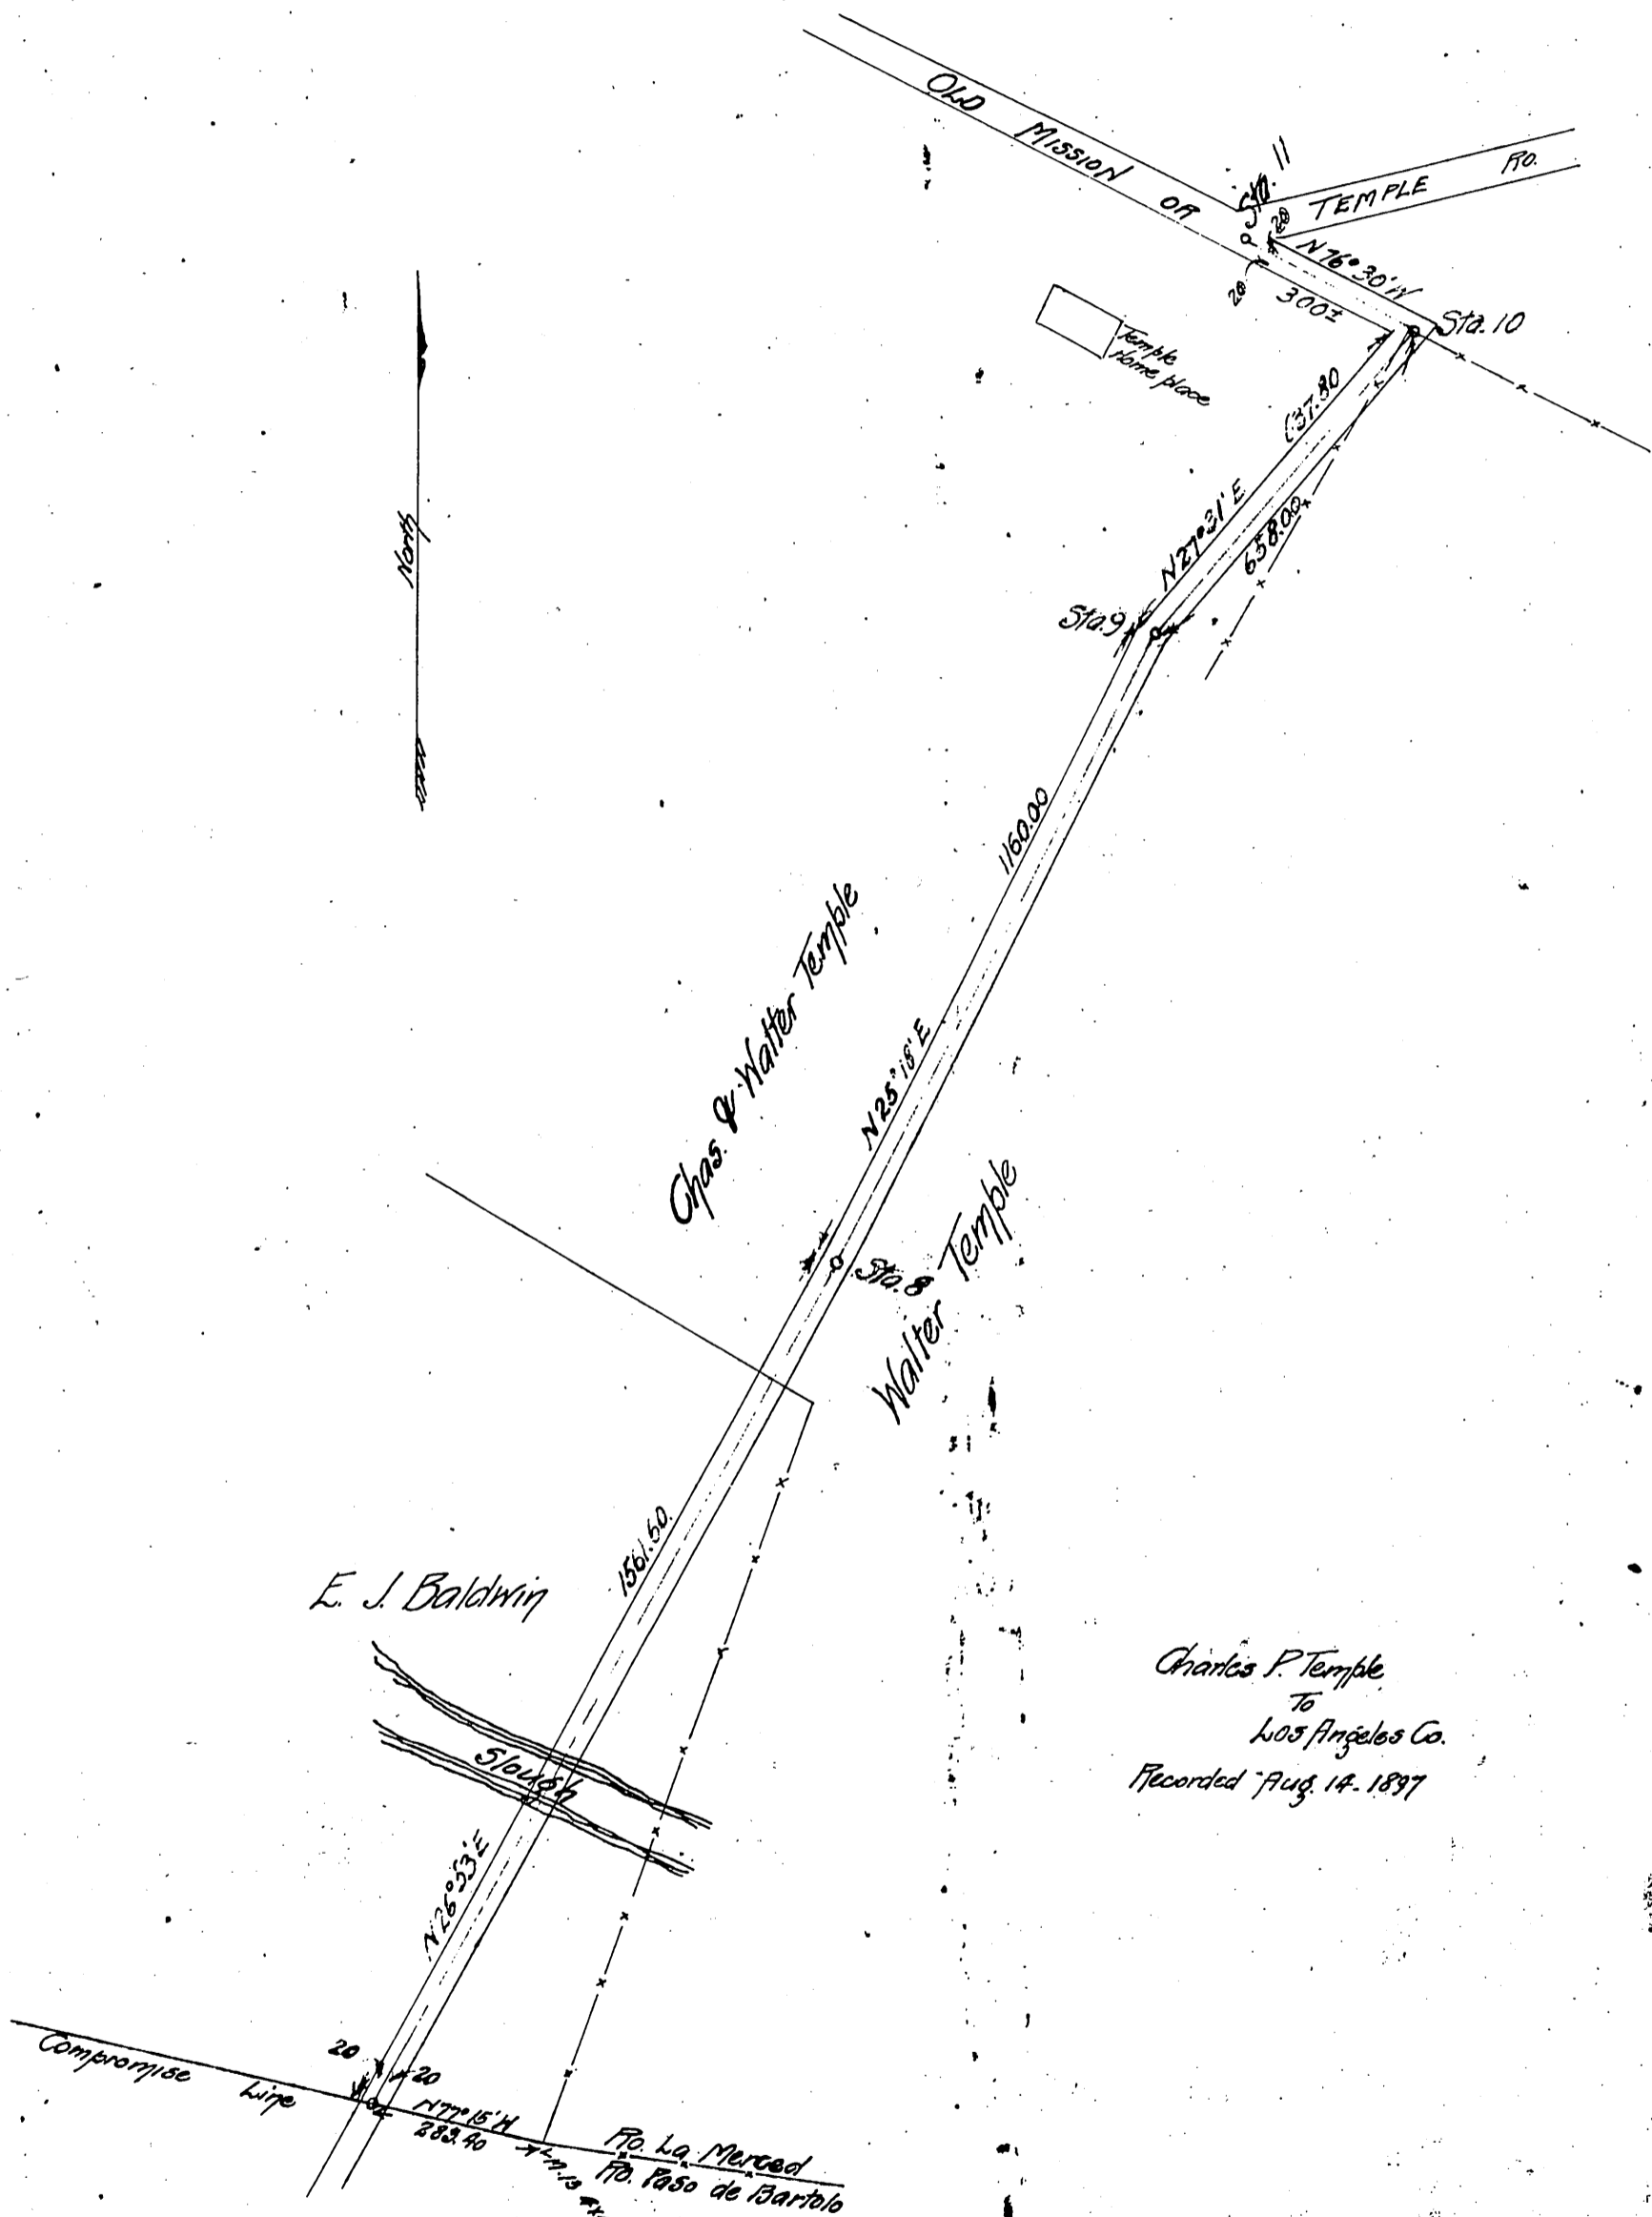 OLD MISSION OR
TEMPLE RD.
Sta. 11
20
20
N76°30'W
300±
Sta. 10
Temple
Home place
637.80
N27°31'E
658.00
North
Sta. 9
1160.00
Chas. & Walter Temple
N25°18'E
Sta. 8
Walter Temple
1561.60
E. J. Baldwin
Slough
Charles P. Temple
To
Los Angeles Co.
Recorded Aug. 14. 1897
N26°53'E
20
20
Compromise Line
N77°15'W
289.40
Ro. La Merced
Ro. Paso de Bartolo